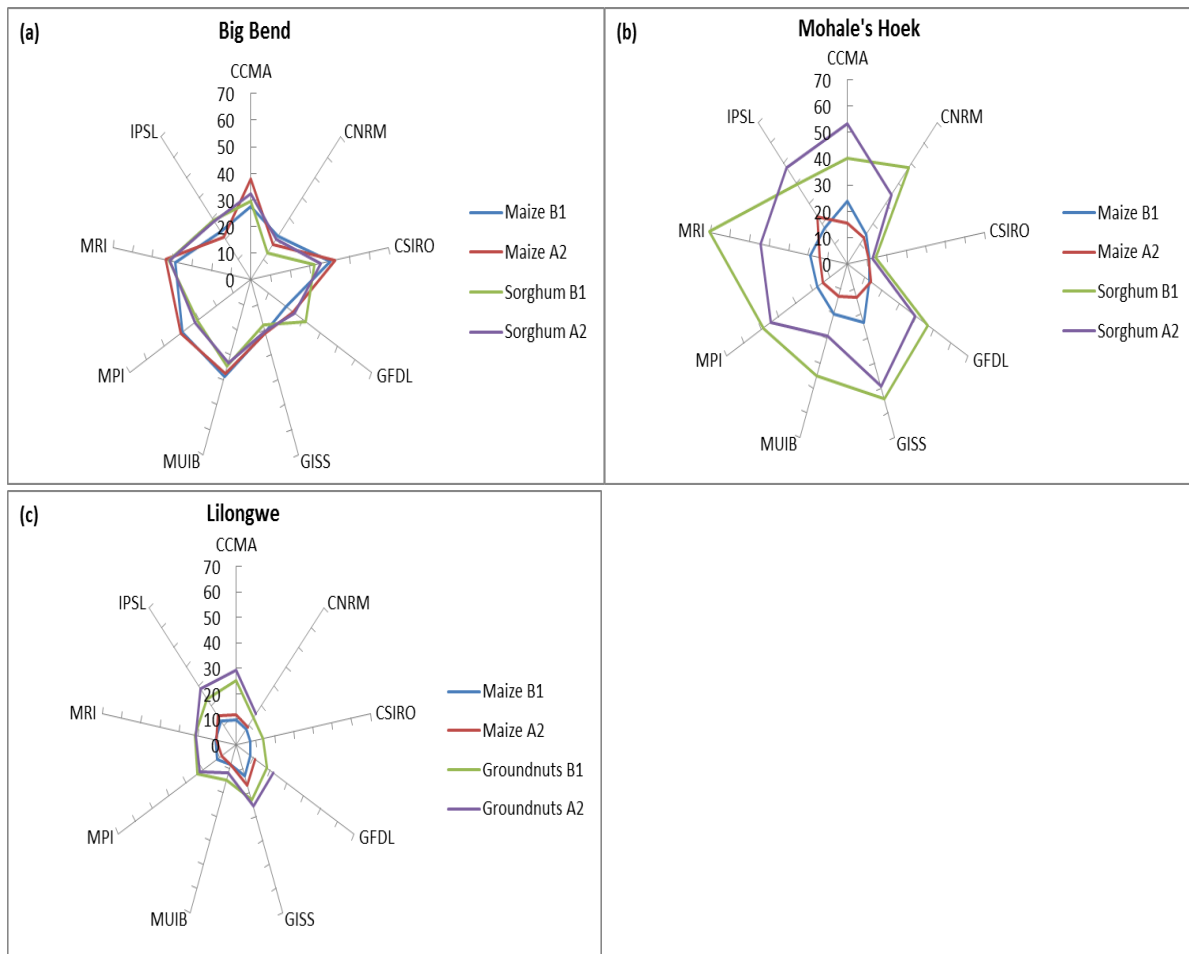 (a)
Big Bend
CCMA
CNRM
CSIRO
GFDL
GISS
MUIB
MPI
MRI
IPSL
70
60
50
40
30
20
10
0
Maize B1
Maize A2
Sorghum B1
Sorghum A2
(b)
Mohale's Hoek
CCMA
CNRM
CSIRO
GFDL
GISS
MUIB
MPI
MRI
IPSL
70
60
50
40
30
20
10
0
Maize B1
Maize A2
Sorghum B1
Sorghum A2
(c)
Lilongwe
CCMA
CNRM
CSIRO
GFDL
GISS
MUIB
MPI
MRI
IPSL
70
60
50
40
30
20
10
0
Maize B1
Maize A2
Groundnuts B1
Groundnuts A2